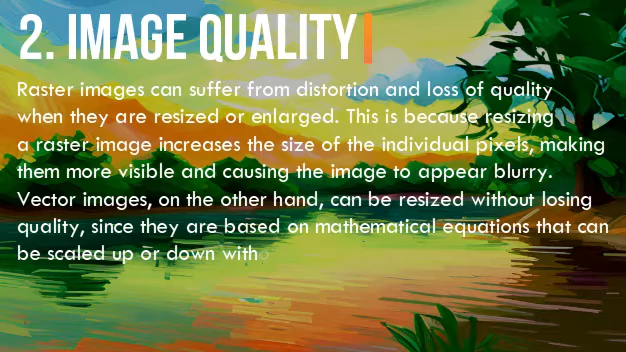 2. IMAGE QUALITY
Raster images can suffer from distortion and loss of quality
when they are resized or enlarged. This is because resizing
a raster image increases the size of the individual pixels, making
them more visible and causing the image to appear blurry.
Vector images, on the other hand, can be resized without losing
quality, since they are based on mathematical equations that can
be scaled up or down with